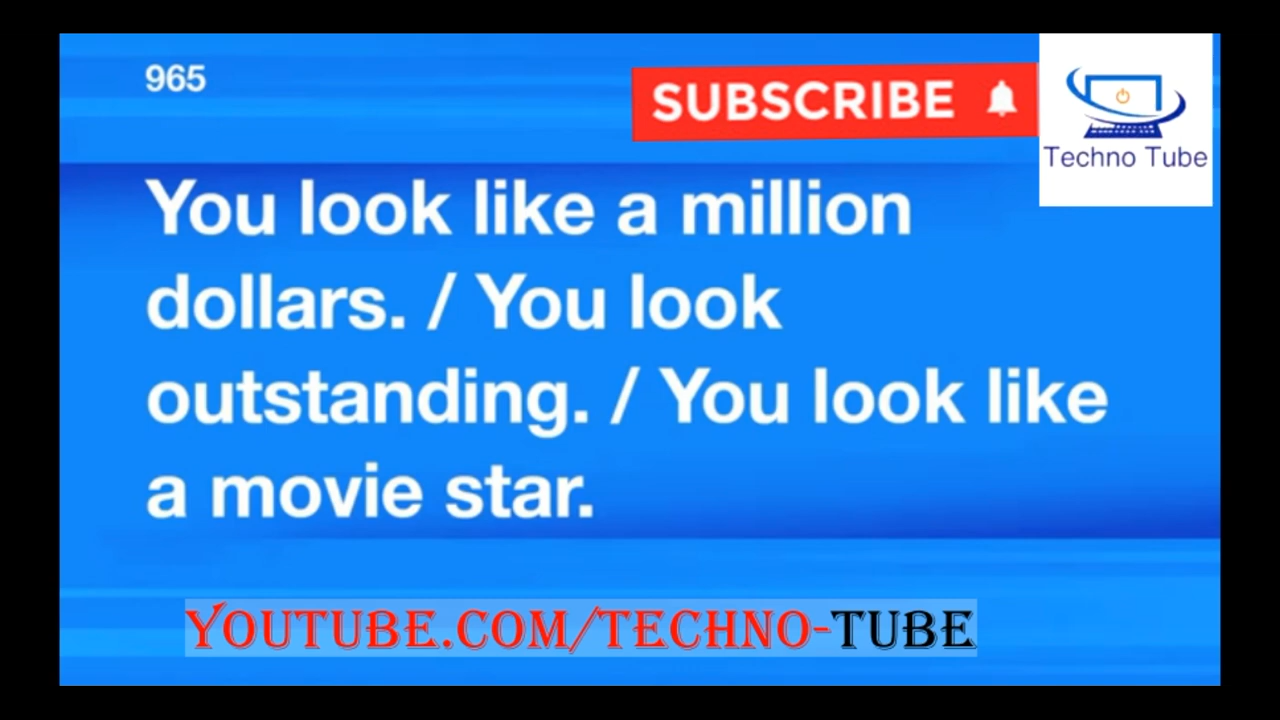 965
SUBSCRIBE
Techno Tube
You look like a million
dollars. / You look
outstanding. / You look like
a movie star.
YOUTUBE.COM/TECHNO-TUBE